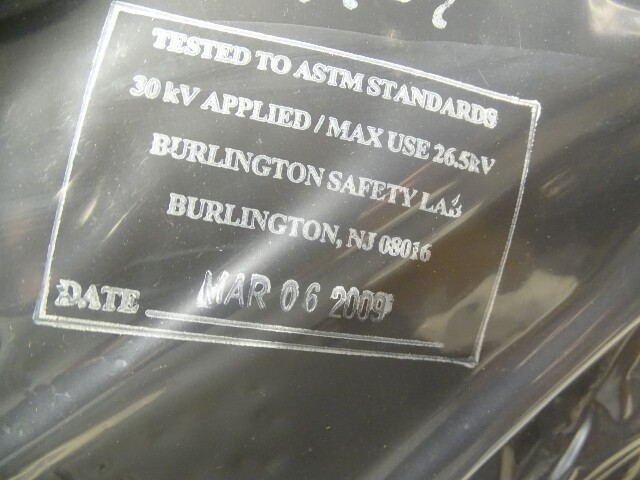 TESTED TO ASTM STANDARDS
30 kV APPLIED / MAX USE 26.5kV
BURLINGTON SAFETY LAB
BURLINGTON, NJ 08016
DATE MAR 06 2009